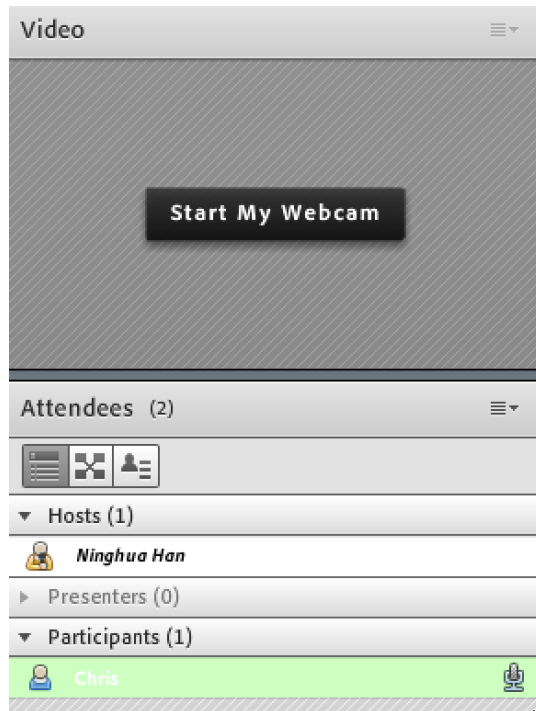 Video
Start My Webcam
Attendees (2)
Hosts (1)
Ninghua Han
Presenters (0)
Participants (1)
Chris